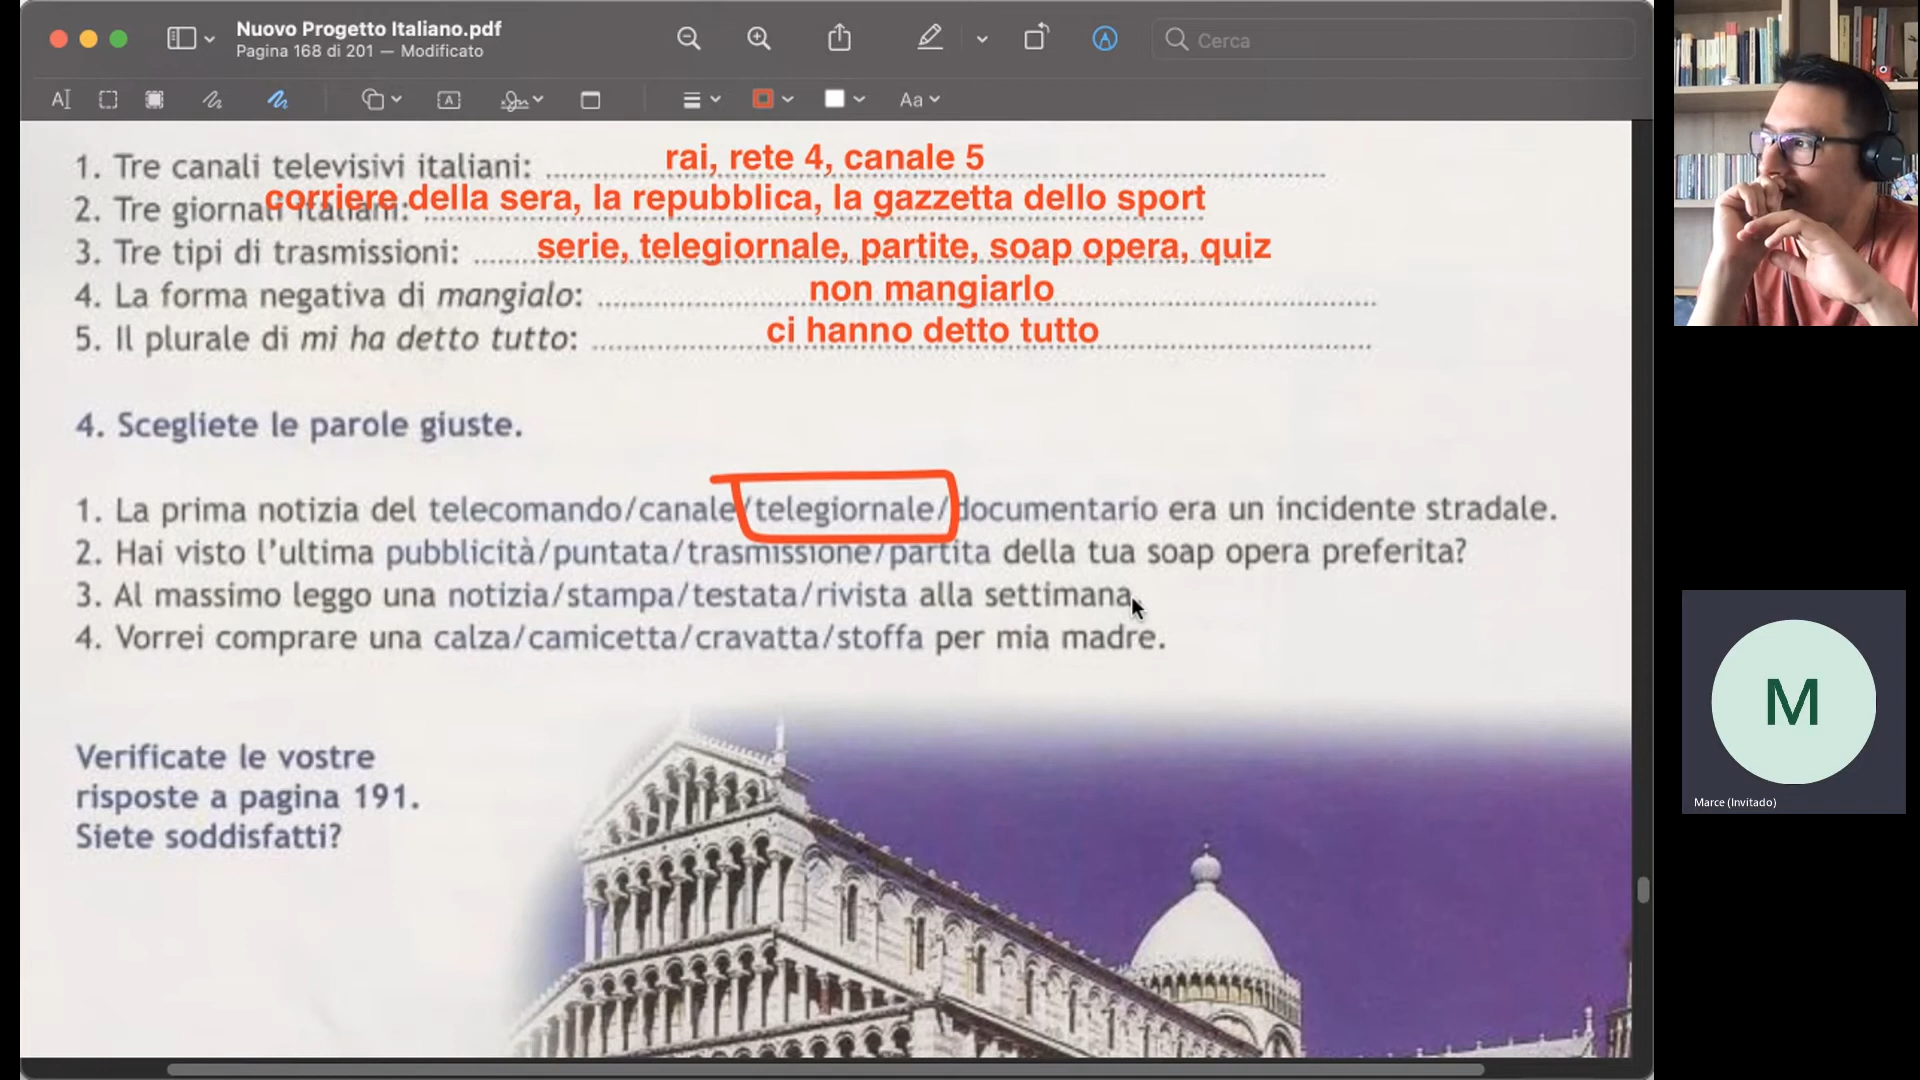 Nuovo Progetto Italiano.pdf
Pagina 168 di 201 — Modificato
Cerca
1. Tre canali televisivi italiani: rai, rete 4, canale 5
2. Tre giornali italiani: corriere della sera, la repubblica, la gazzetta dello sport
3. Tre tipi di trasmissioni: serie, telegiornale, partite, soap opera, quiz
4. La forma negativa di mangialo: non mangiarlo
5. Il plurale di mi ha detto tutto: ci hanno detto tutto
4. Scegliete le parole giuste.
1. La prima notizia del telecomando/canale/telegiornale/documentario era un incidente stradale.
2. Hai visto l'ultima pubblicità/puntata/trasmissione/partita della tua soap opera preferita?
3. Al massimo leggo una notizia/stampa/testata/rivista alla settimana.
4. Vorrei comprare una calza/camicetta/cravatta/stoffa per mia madre.
Verificate le vostre
risposte a pagina 191.
Siete soddisfatti?
M
Marce (Invitado)